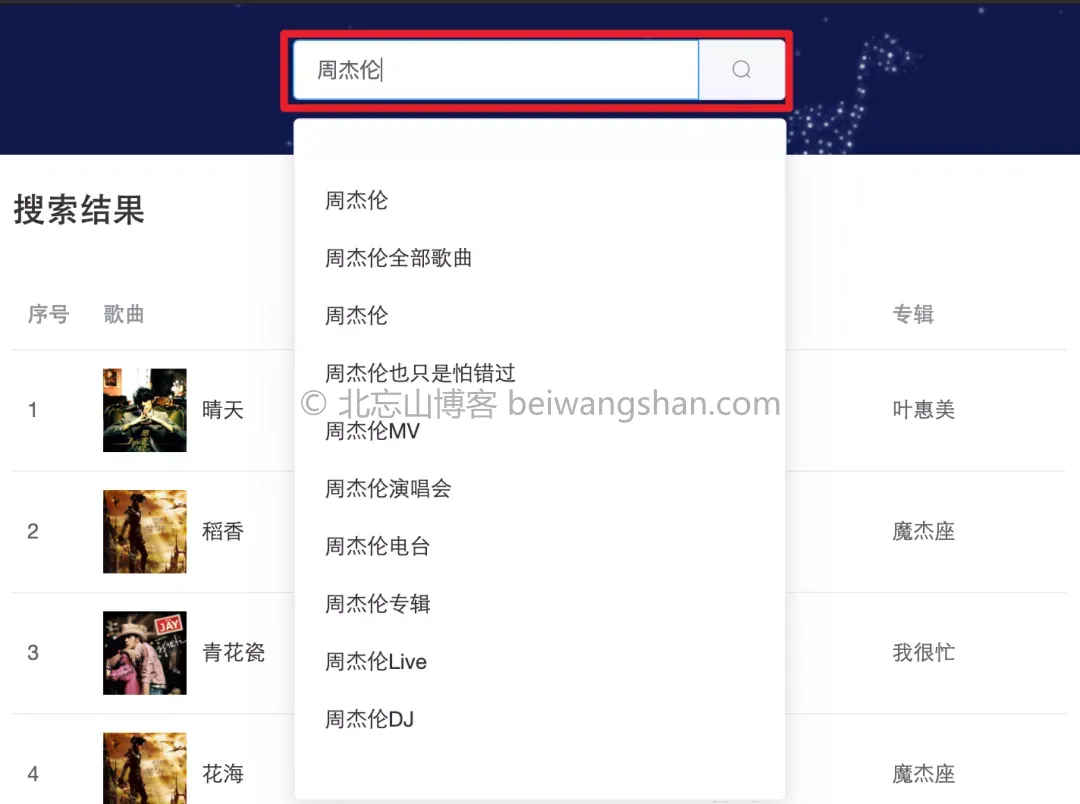 周杰伦
周杰伦
周杰伦全部歌曲
周杰伦
周杰伦也只是怕错过
周杰伦MV
周杰伦演唱会
周杰伦电台
周杰伦专辑
周杰伦Live
周杰伦DJ
搜索结果
序号 歌曲 专辑
1 晴天 叶惠美
2 稻香 魔杰座
3 青花瓷 我很忙
JAY
4 花海 魔杰座
© 北忘山博客 beiwangshan.com